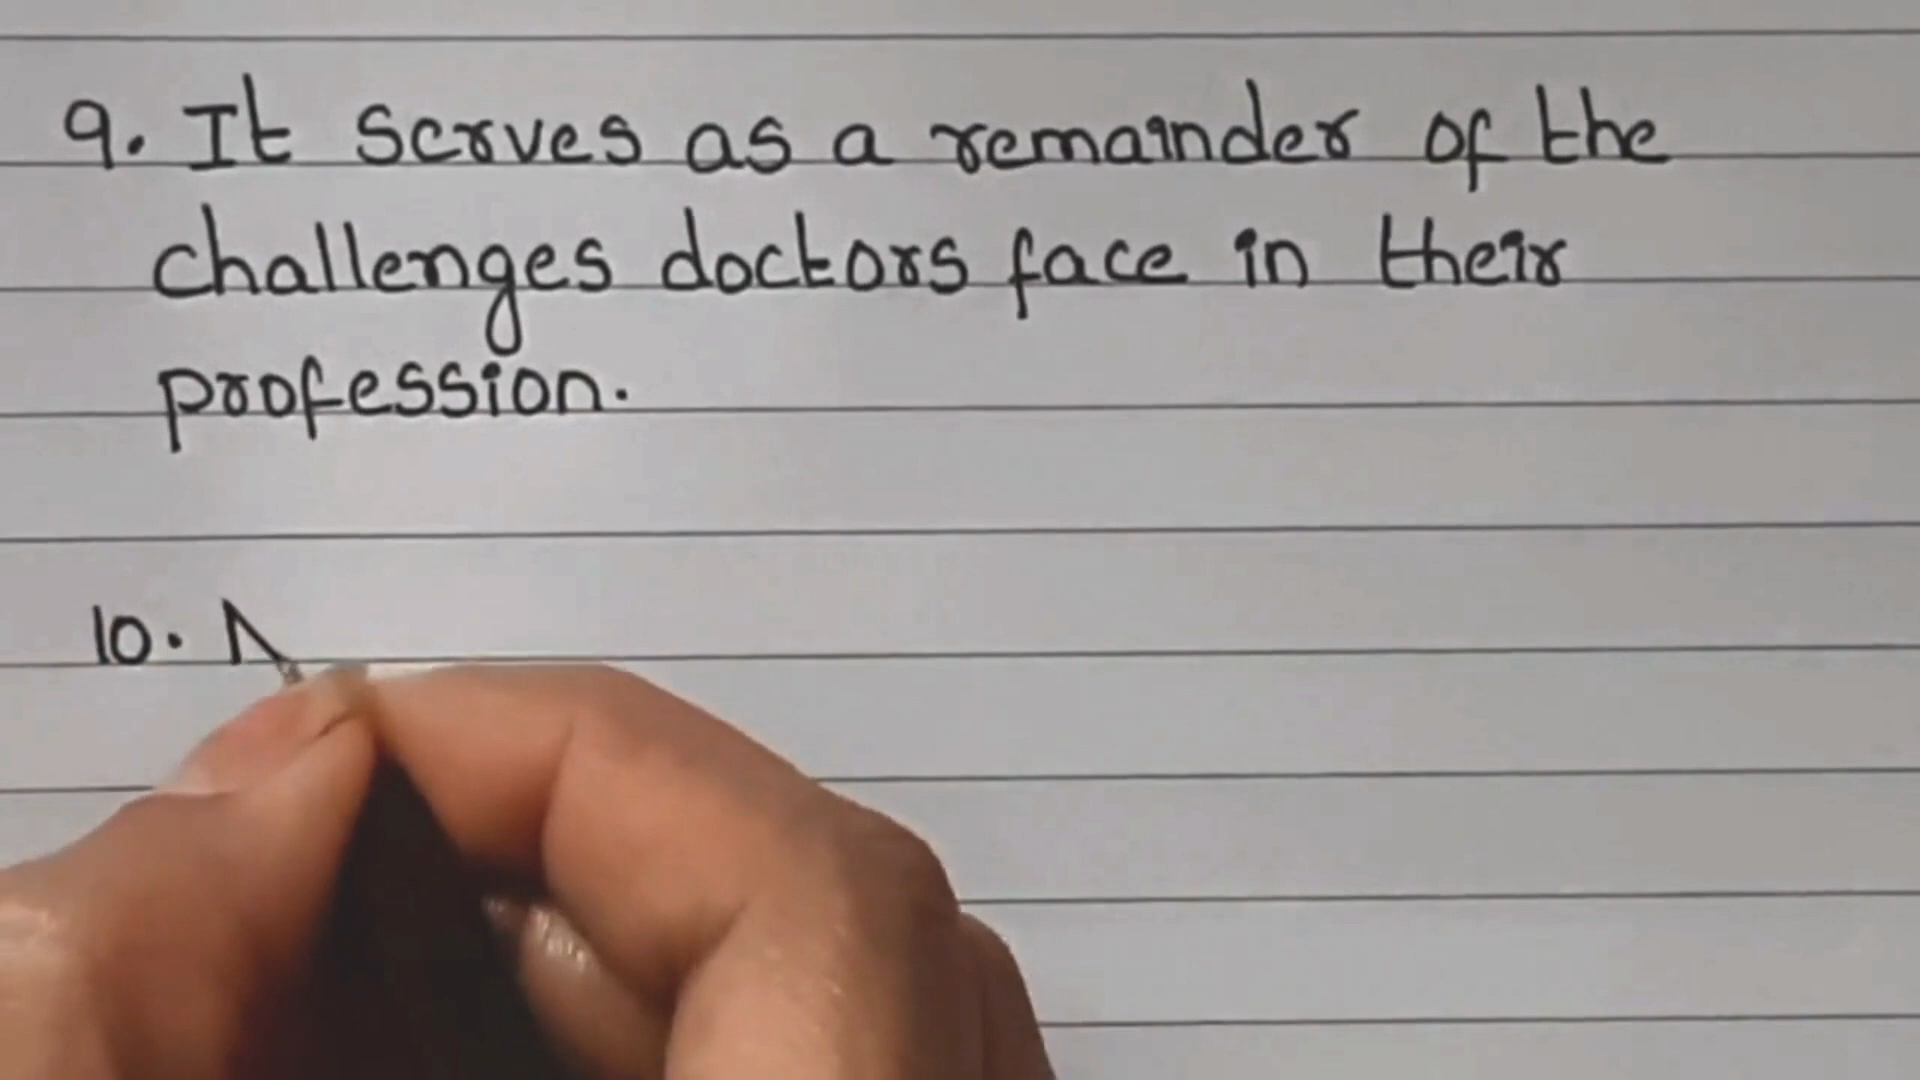 9. It serves as a remainder of the
challenges doctors face in their
profession.
10.